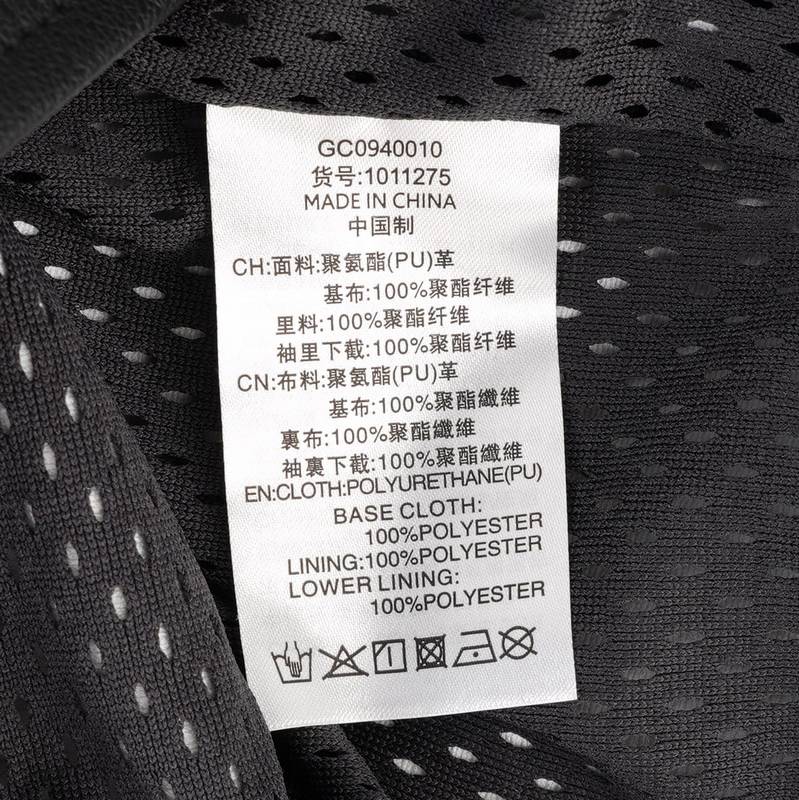 GC0940010
货号:1011275
MADE IN CHINA
中国制
CH:面料:聚氨酯(PU)革
基布:100%聚酯纤维
里料:100%聚酯纤维
袖里下截:100%聚酯纤维
CN:布料:聚氨酯(PU)革
基布:100%聚酯纖維
裏布:100%聚酯纖維
袖裏下截:100%聚酯纖維
EN:CLOTH:POLYURETHANE(PU)
BASE CLOTH:
100%POLYESTER
LINING:100%POLYESTER
LOWER LINING:
100%POLYESTER